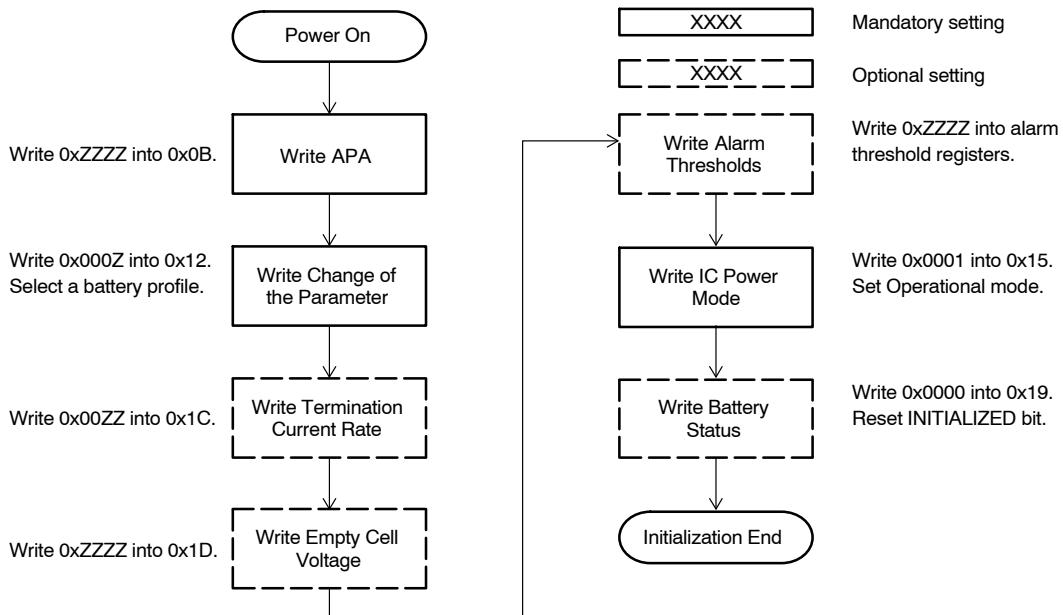 Power On
Write 0xZZZZ into 0x0B.
Write APA
Write 0x000Z into 0x12.
Select a battery profile.
Write Change of
the Parameter
Write 0x00ZZ into 0x1C.
Write Termination
Current Rate
Write 0xZZZZ into 0x1D.
Write Empty Cell
Voltage
XXXX
Mandatory setting
XXXX
Optional setting
Write Alarm
Thresholds
Write 0xZZZZ into alarm
threshold registers.
Write IC Power
Mode
Write 0x0001 into 0x15.
Set Operational mode.
Write Battery
Status
Write 0x0000 into 0x19.
Reset INITIALIZED bit.
Initialization End